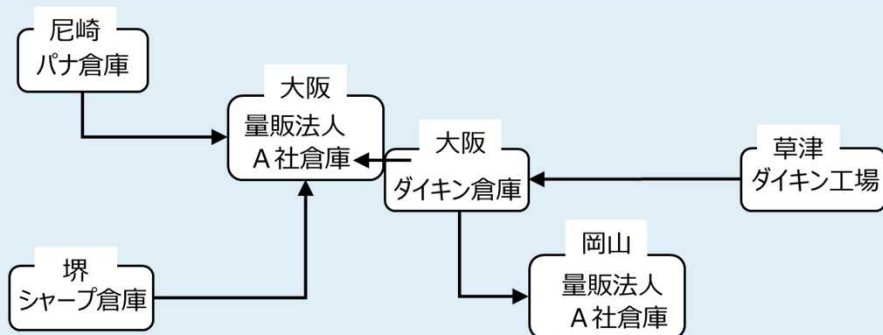 尼崎
パナ倉庫
大阪
量販法人
A社倉庫
大阪
ダイキン倉庫
草津
ダイキン工場
堺
シャープ倉庫
岡山
量販法人
A社倉庫